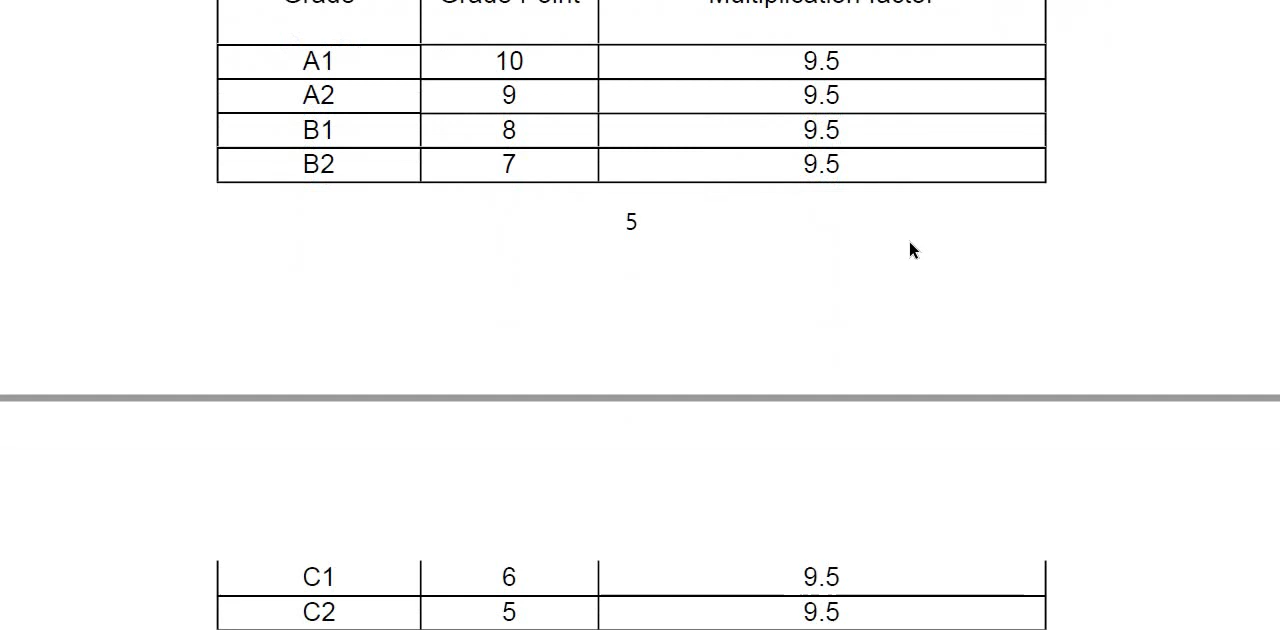 Grade Grade Point Multiplication factor
A1 10 9.5
A2 9 9.5
B1 8 9.5
B2 7 9.5
5
C1 6 9.5
C2 5 9.5